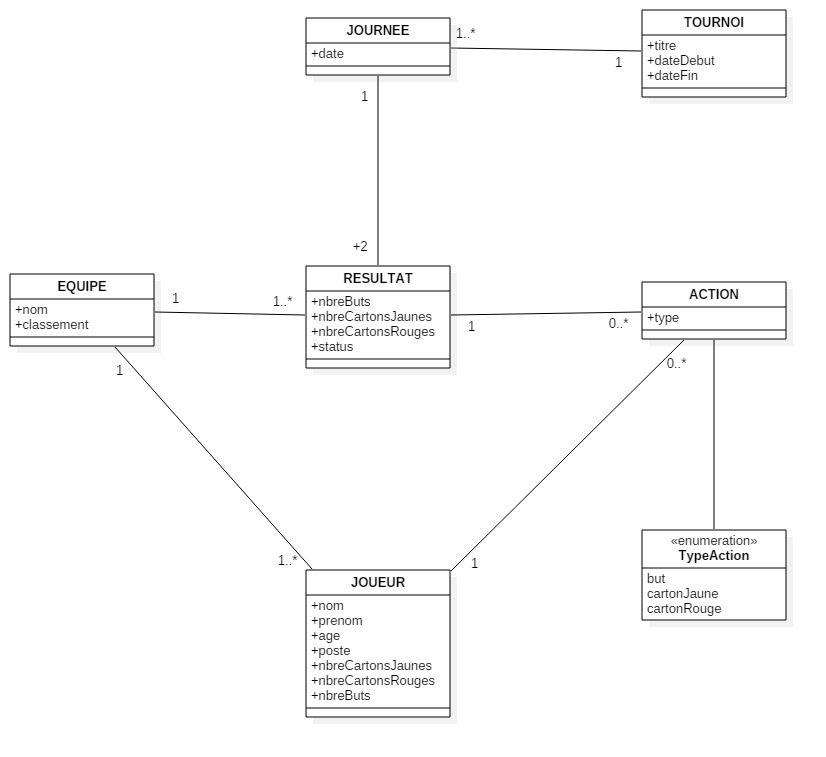 JOURNEE
+date
1..*
1
TOURNOI
+titre
+dateDebut
+dateFin
1
+2
EQUIPE
+nom
+classement
1
1..*
RESULTAT
+nbreButs
+nbreCartonsJaunes
+nbreCartonsRouges
+status
1
0..*
ACTION
+type
1
0..*
1..*
1
JOUEUR
+nom
+prenom
+age
+poste
+nbreCartonsJaunes
+nbreCartonsRouges
+nbreButs
«enumeration»
TypeAction
but
cartonJaune
cartonRouge